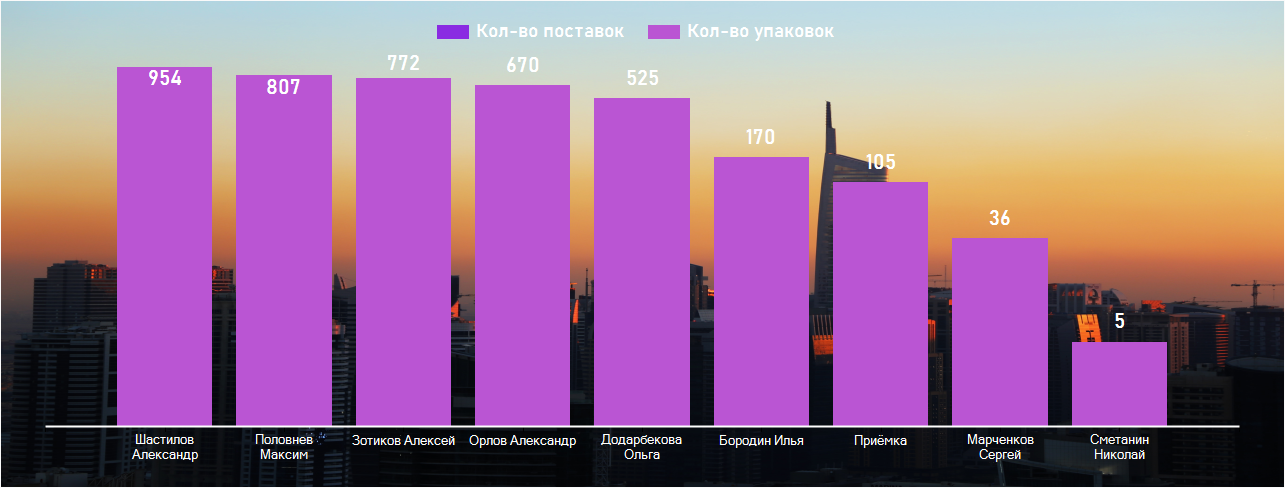 Кол-во поставок Кол-во упаковок
954 807 772 670 525 170 105 36 5
Шастилов Александр
Половнев Максим
Зотиков Алексей
Орлов Александр
Додарбекова Ольга
Бородин Илья
Приёмка
Марченков Сергей
Сметанин Николай